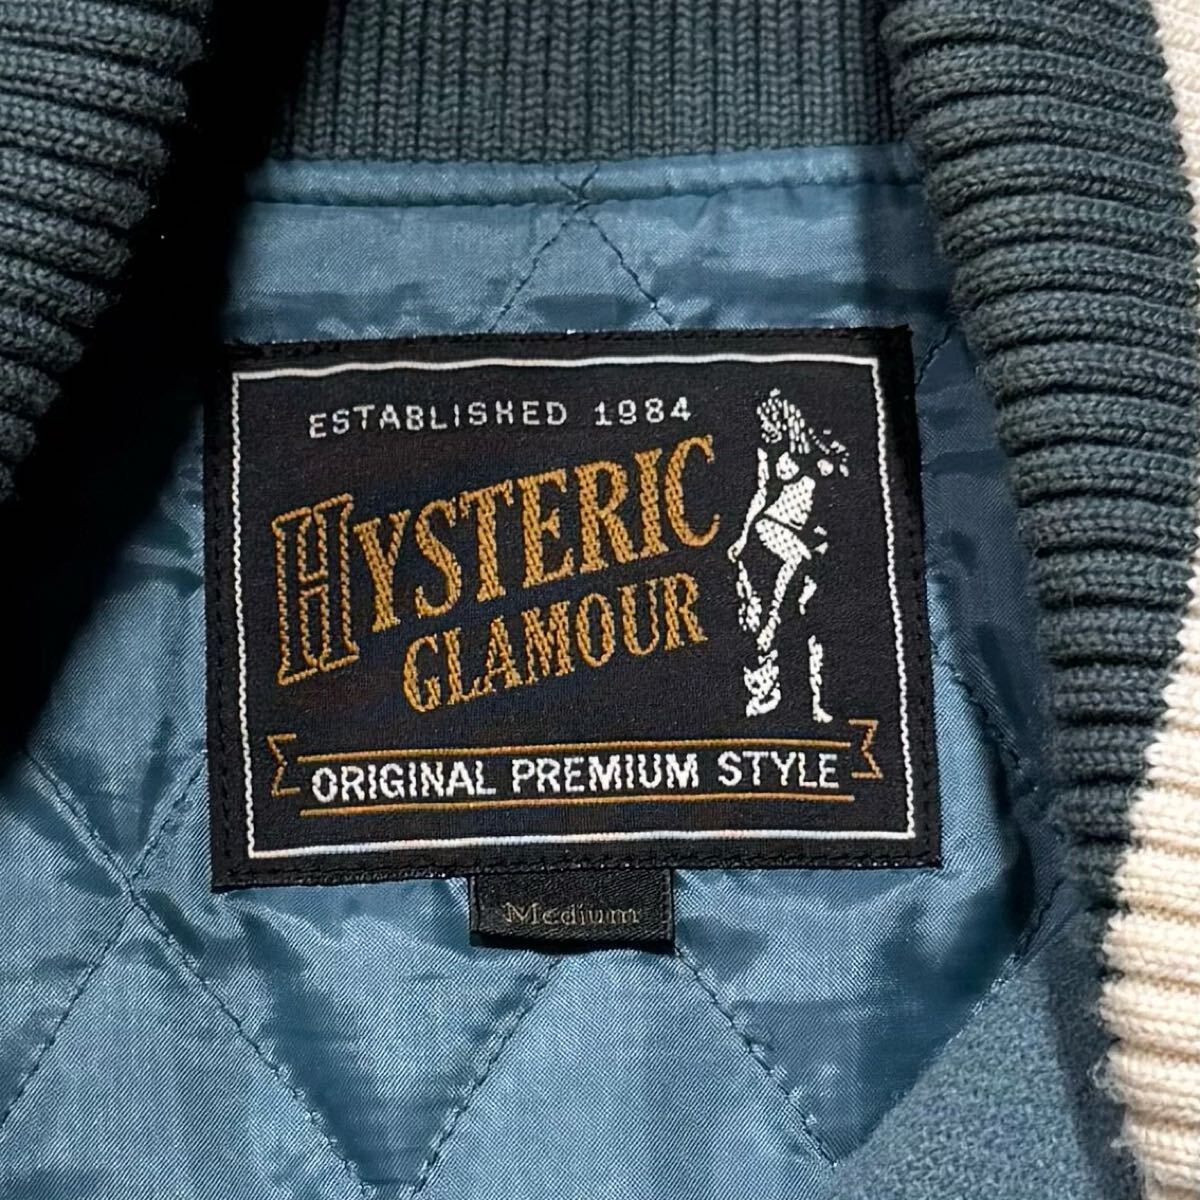 ESTABLISHED 1984
HYSTERIC
GLAMOUR
ORIGINAL PREMIUM STYLE
Medium